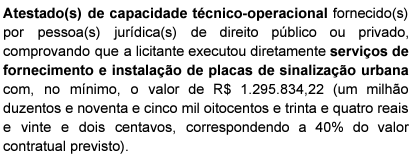 Atestado(s) de capacidade técnico-operacional fornecido(s)
por pessoa(s) jurídica(s) de direito público ou privado,
comprovando que a licitante executou diretamente serviços de
fornecimento e instalação de placas de sinalização urbana
com, no mínimo, o valor de R$ 1.295.834,22 (um milhão
duzentos e noventa e cinco mil oitocentos e trinta e quatro reais
e vinte e dois centavos, correspondendo a 40% do valor
contratual previsto).